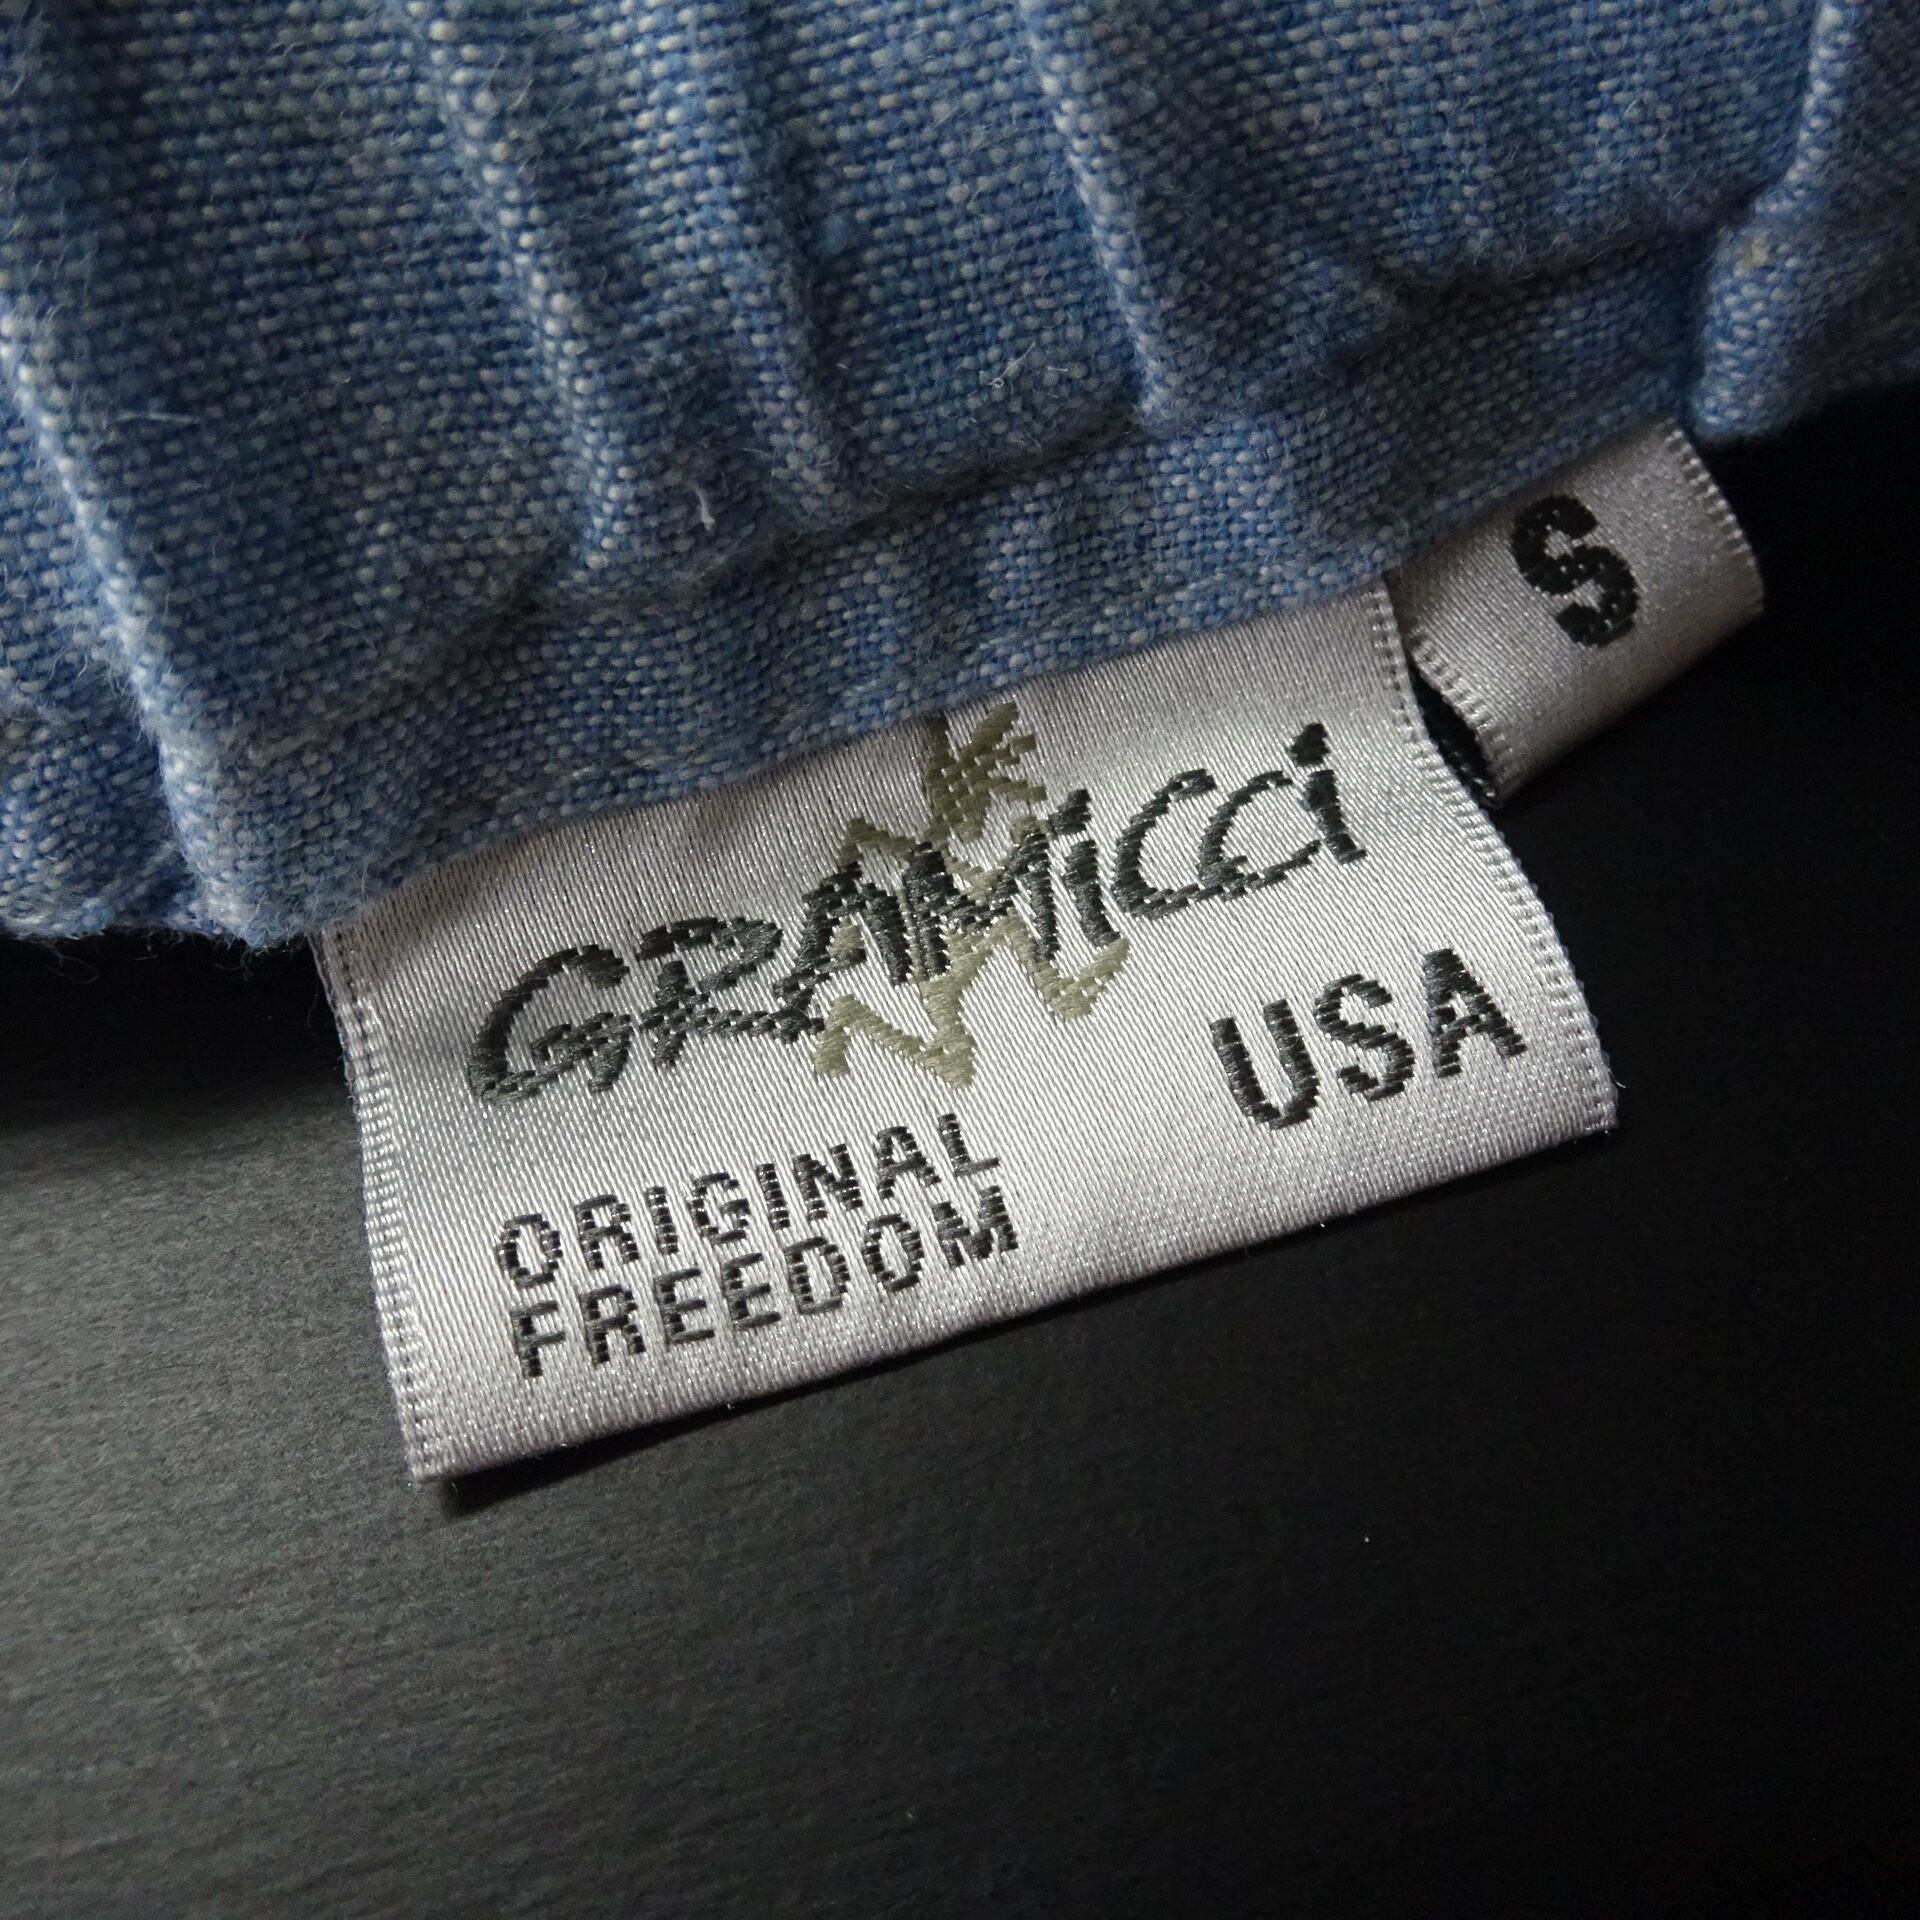 S
GRAMiCCi
USA
ORIGINAL
FREEDOM